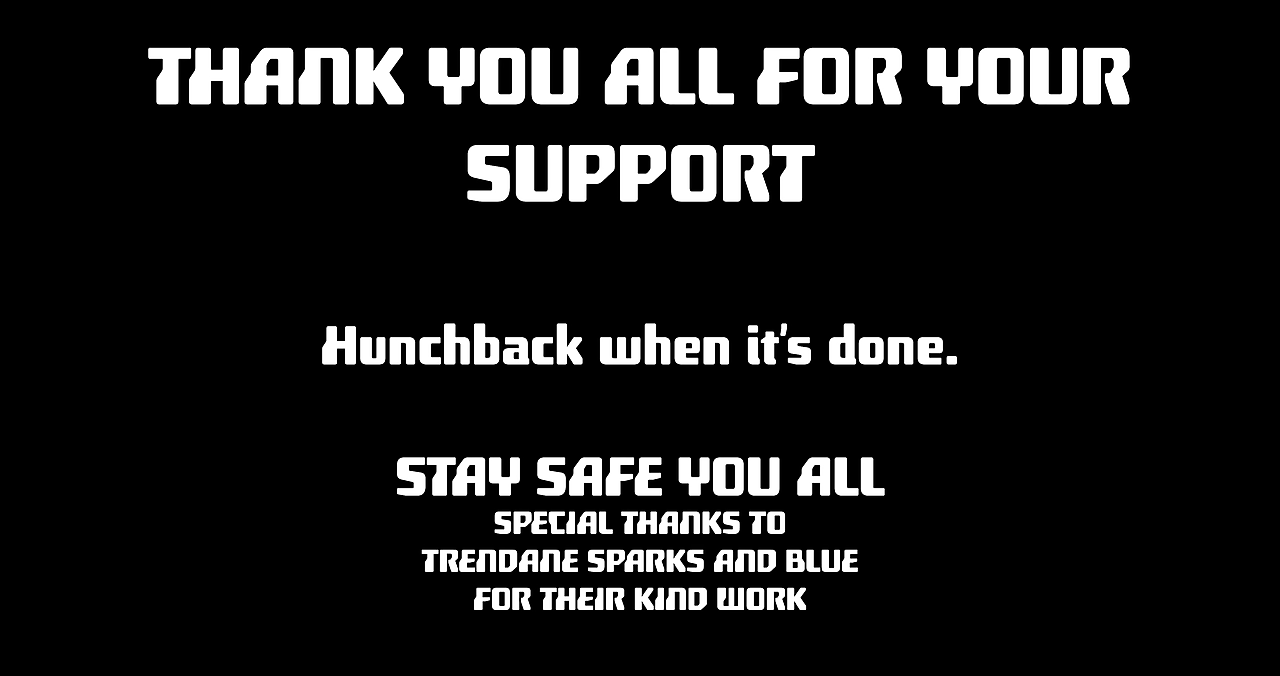 THANK YOU ALL FOR YOUR
SUPPORT
Hunchback when it's done.
STAY SAFE YOU ALL
SPECIAL THANKS TO
TRENDANE SPARKS AND BLUE
FOR THEIR KIND WORK